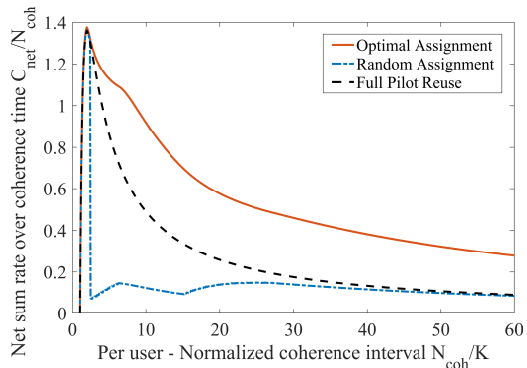 Net sum rate over coherence time C_net/N_coh
1.4
1.2
1
0.8
0.6
0.4
0.2
0
Optimal Assignment
Random Assignment
Full Pilot Reuse
0 10 20 30 40 50 60
Per user - Normalized coherence interval N_coh/K